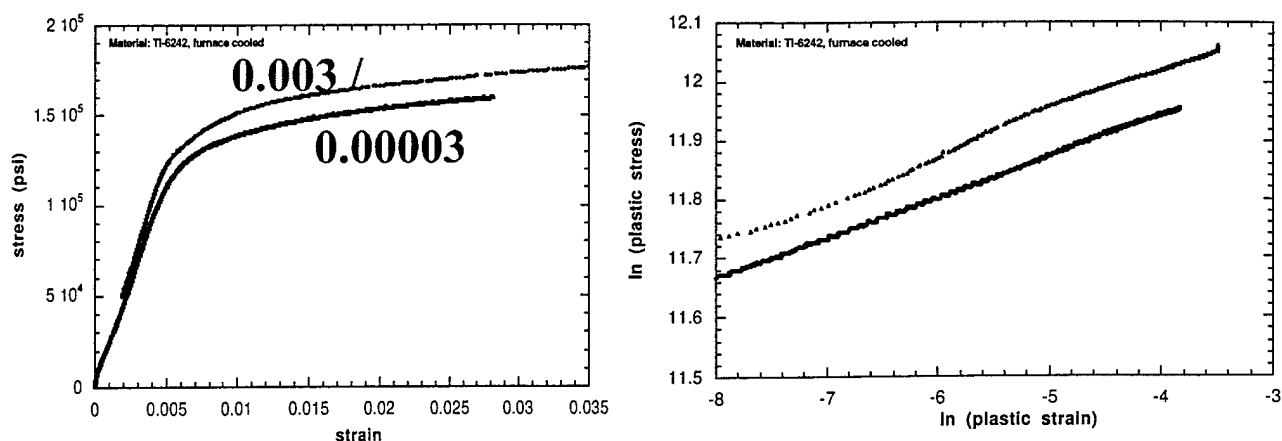 2 10^5
Material: TI-6242, furnace cooled
0.003
1.5 10^5
0.00003
1 10^5
5 10^4
0
stress (psi)
0 0.005 0.01 0.015 0.02 0.025 0.03 0.035
strain
12.1
Material: TI-6242, furnace cooled
12
11.9
11.8
11.7
11.6
11.5
ln (plastic stress)
-8 -7 -6 -5 -4 -3
ln (plastic strain)